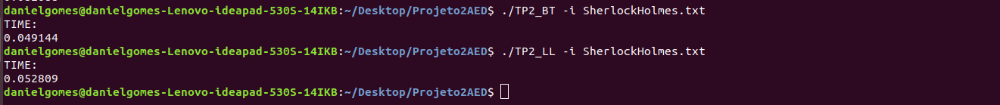 danielgomes@danielgomes-Lenovo-ideapad-530S-14IKB:~/Desktop/Projeto2AED$ ./TP2_BT -i SherlockHolmes.txt
TIME:
0.049144
danielgomes@danielgomes-Lenovo-ideapad-530S-14IKB:~/Desktop/Projeto2AED$ ./TP2_LL -i SherlockHolmes.txt
TIME:
0.052809
danielgomes@danielgomes-Lenovo-ideapad-530S-14IKB:~/Desktop/Projeto2AED$